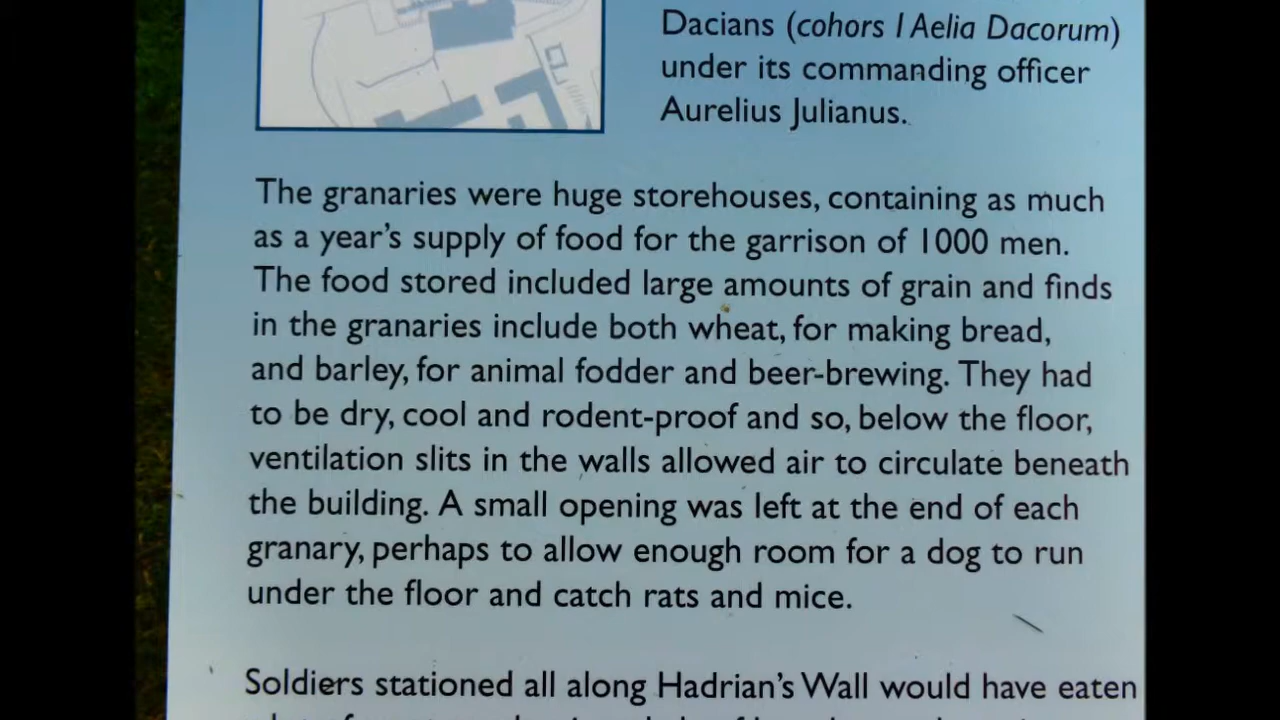 Dacians (cohors I Aelia Dacorum)
under its commanding officer
Aurelius Julianus.
The granaries were huge storehouses, containing as much
as a year's supply of food for the garrison of 1000 men.
The food stored included large amounts of grain and finds
in the granaries include both wheat, for making bread,
and barley, for animal fodder and beer-brewing. They had
to be dry, cool and rodent-proof and so, below the floor,
ventilation slits in the walls allowed air to circulate beneath
the building. A small opening was left at the end of each
granary, perhaps to allow enough room for a dog to run
under the floor and catch rats and mice.
Soldiers stationed all along Hadrian's Wall would have eaten